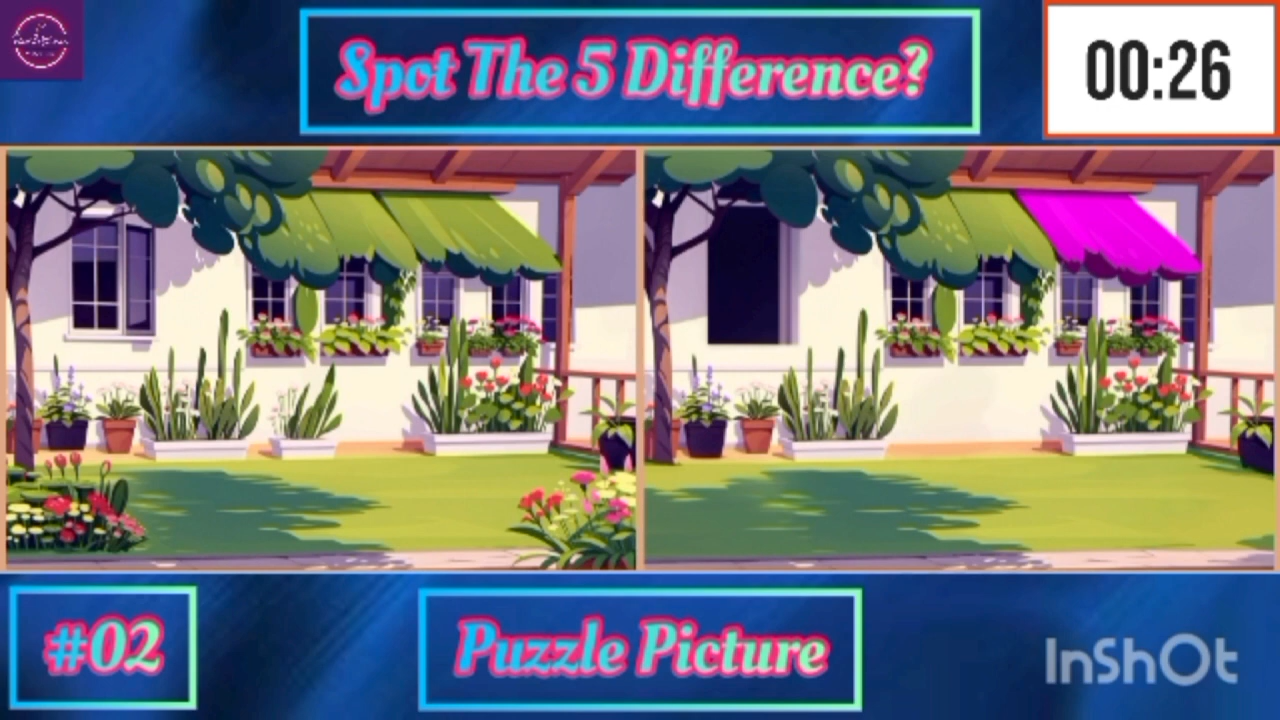 Spot The 5 Difference?
00:26
#02
Puzzle Picture
InShOt